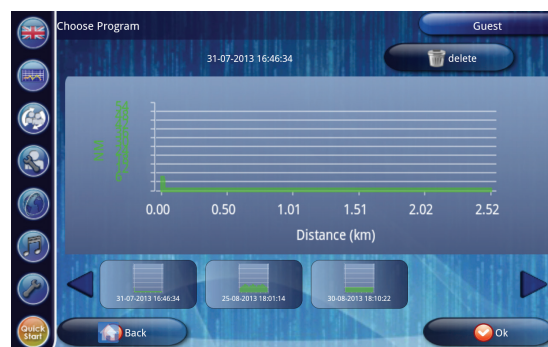 Choose Program
Guest
31-07-2013 16:46:34
delete
0.00 0.50 1.01 1.51 2.02 2.52
Distance (km)
31-07-2013 16:46:34
25-08-2013 18:01:14
30-08-2013 18:10:22
Quick
Start
Back
Ok